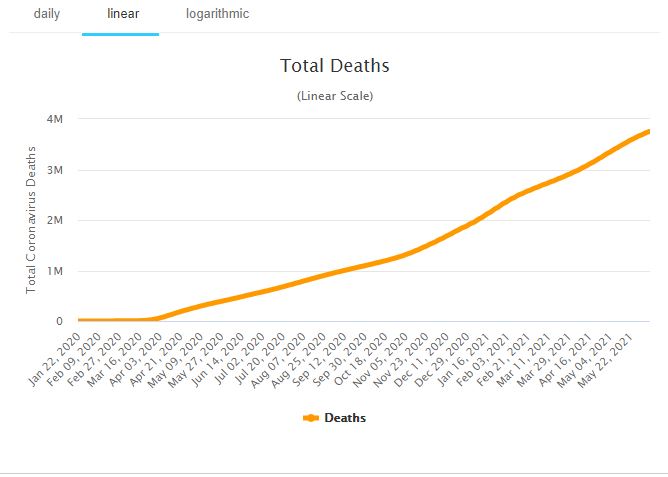 daily linear logarithmic
Total Deaths
(Linear Scale)
Total Coronavirus Deaths
4M
3M
2M
1M
0
Jan 22, 2020
Feb 09, 2020
Feb 27, 2020
Mar 16, 2020
Apr 03, 2020
Apr 21, 2020
May 09, 2020
May 27, 2020
Jun 14, 2020
Jul 02, 2020
Jul 20, 2020
Aug 07, 2020
Aug 25, 2020
Sep 12, 2020
Sep 30, 2020
Oct 18, 2020
Nov 05, 2020
Nov 23, 2020
Dec 11, 2020
Dec 29, 2020
Jan 16, 2021
Feb 03, 2021
Feb 21, 2021
Mar 11, 2021
Mar 29, 2021
Apr 16, 2021
May 04, 2021
May 22, 2021
Deaths